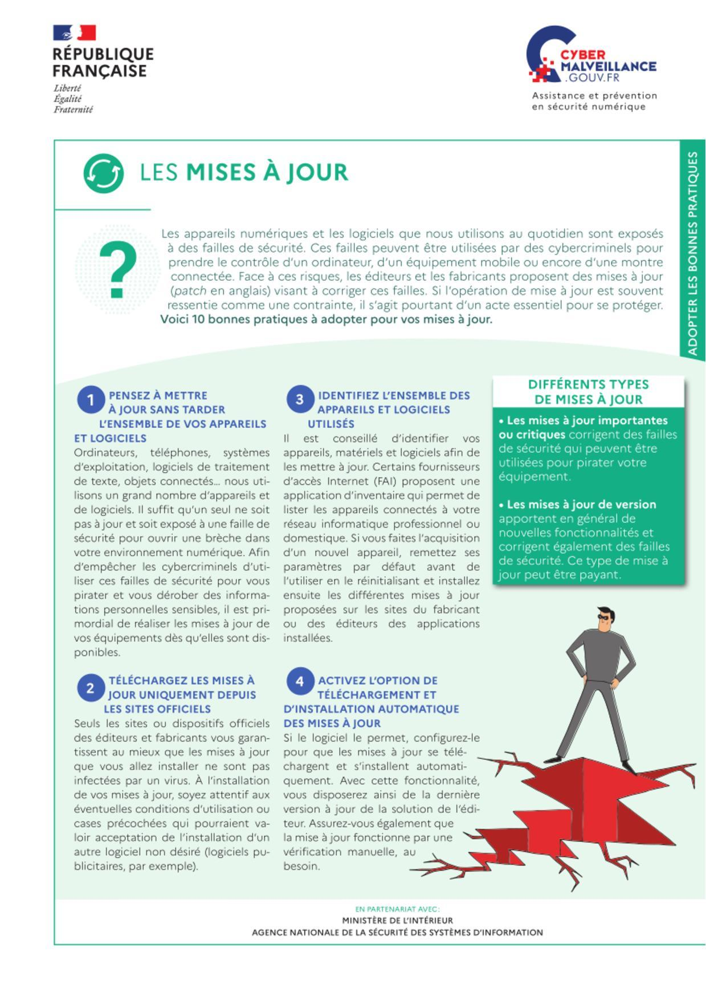 RÉPUBLIQUE
FRANÇAISE
Liberté
Égalité
Fraternité
CYBER
MALVEILLANCE
.GOUV.FR
Assistance et prévention
en sécurité numérique
LES MISES À JOUR
ADOPTER LES BONNES PRATIQUES
?
Les appareils numériques et les logiciels que nous utilisons au quotidien sont exposés
à des failles de sécurité. Ces failles peuvent être utilisées par des cybercriminels pour
prendre le contrôle d'un ordinateur, d'un équipement mobile ou encore d'une montre
connectée. Face à ces risques, les éditeurs et les fabricants proposent des mises à jour
(patch en anglais) visant à corriger ces failles. Si l'opération de mise à jour est souvent
ressentie comme une contrainte, il s'agit pourtant d'un acte essentiel pour se protéger.
Voici 10 bonnes pratiques à adopter pour vos mises à jour.
1 PENSEZ À METTRE
À JOUR SANS TARDER
L'ENSEMBLE DE VOS APPAREILS
ET LOGICIELS
Ordinateurs, téléphones, systèmes
d'exploitation, logiciels de traitement
de texte, objets connectés… nous uti-
lisons un grand nombre d'appareils et
de logiciels. Il suffit qu'un seul ne soit
pas à jour et soit exposé à une faille de
sécurité pour ouvrir une brèche dans
votre environnement numérique. Afin
d'empêcher les cybercriminels d'uti-
liser ces failles de sécurité pour vous
pirater et vous dérober des informa-
tions personnelles sensibles, il est pri-
mordial de réaliser les mises à jour de
vos équipements dès qu'elles sont dis-
ponibles.
2 TÉLÉCHARGEZ LES MISES À
JOUR UNIQUEMENT DEPUIS
LES SITES OFFICIELS
Seuls les sites ou dispositifs officiels
des éditeurs et fabricants vous garan-
tissent au mieux que les mises à jour
que vous allez installer ne sont pas
infectées par un virus. À l'installation
de vos mises à jour, soyez attentif aux
éventuelles conditions d'utilisation ou
cases précochées qui pourraient va-
loir acceptation de l'installation d'un
autre logiciel non désiré (logiciels pu-
blicitaires, par exemple).
3 IDENTIFIEZ L'ENSEMBLE DES
APPAREILS ET LOGICIELS
UTILISÉS
Il est conseillé d'identifier vos
appareils, matériels et logiciels afin de
les mettre à jour. Certains fournisseurs
d'accès Internet (FAI) proposent une
application d'inventaire qui permet de
lister les appareils connectés à votre
réseau informatique professionnel ou
domestique. Si vous faites l'acquisition
d'un nouvel appareil, remettez ses
paramètres par défaut avant de
l'utiliser en le réinitialisant et installez
ensuite les différentes mises à jour
proposées sur les sites du fabricant
ou des éditeurs des applications
installées.
4 ACTIVEZ L'OPTION DE
TÉLÉCHARGEMENT ET
D'INSTALLATION AUTOMATIQUE
DES MISES À JOUR
Si le logiciel le permet, configurez-le
pour que les mises à jour se télé-
chargent et s'installent automati-
quement. Avec cette fonctionnalité,
vous disposerez ainsi de la dernière
version à jour de la solution de l'édi-
teur. Assurez-vous également que
la mise à jour fonctionne par une
vérification manuelle, au
besoin.
DIFFÉRENTS TYPES
DE MISES À JOUR
• Les mises à jour importantes
ou critiques corrigent des failles
de sécurité qui peuvent être
utilisées pour pirater votre
équipement.
• Les mises à jour de version
apportent en général de
nouvelles fonctionnalités et
corrigent également des failles
de sécurité. Ce type de mise à
jour peut être payant.
EN PARTENARIAT AVEC :
MINISTÈRE DE L'INTÉRIEUR
AGENCE NATIONALE DE LA SÉCURITÉ DES SYSTÈMES D'INFORMATION